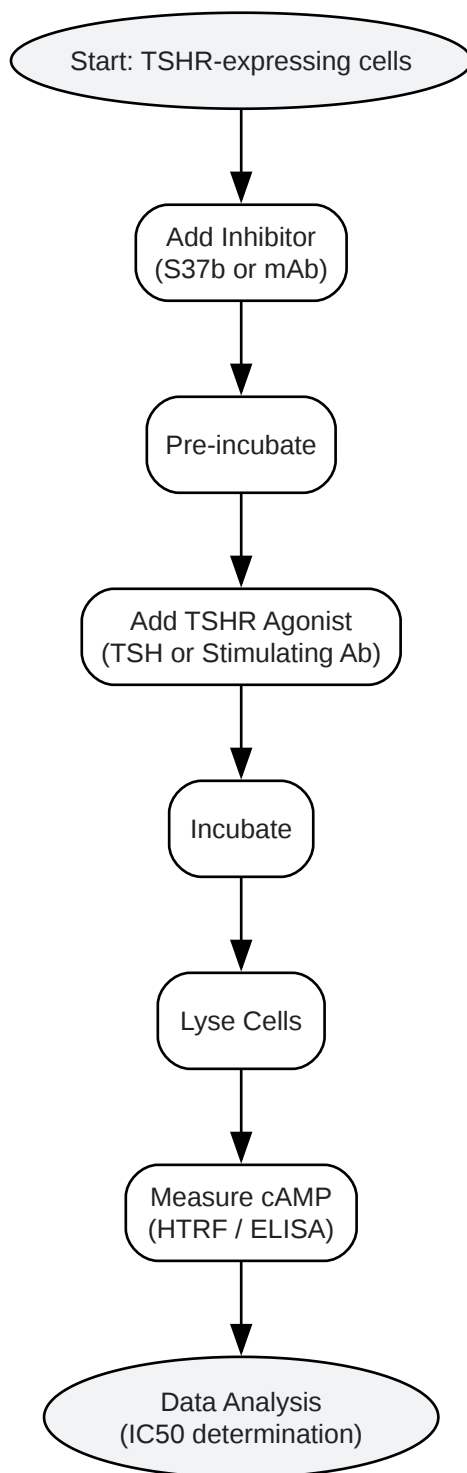 Start: TSHR-expressing cells
Add Inhibitor
(S37b or mAb)
Pre-incubate
Add TSHR Agonist
(TSH or Stimulating Ab)
Incubate
Lyse Cells
Measure cAMP
(HTRF / ELISA)
Data Analysis
(IC50 determination)